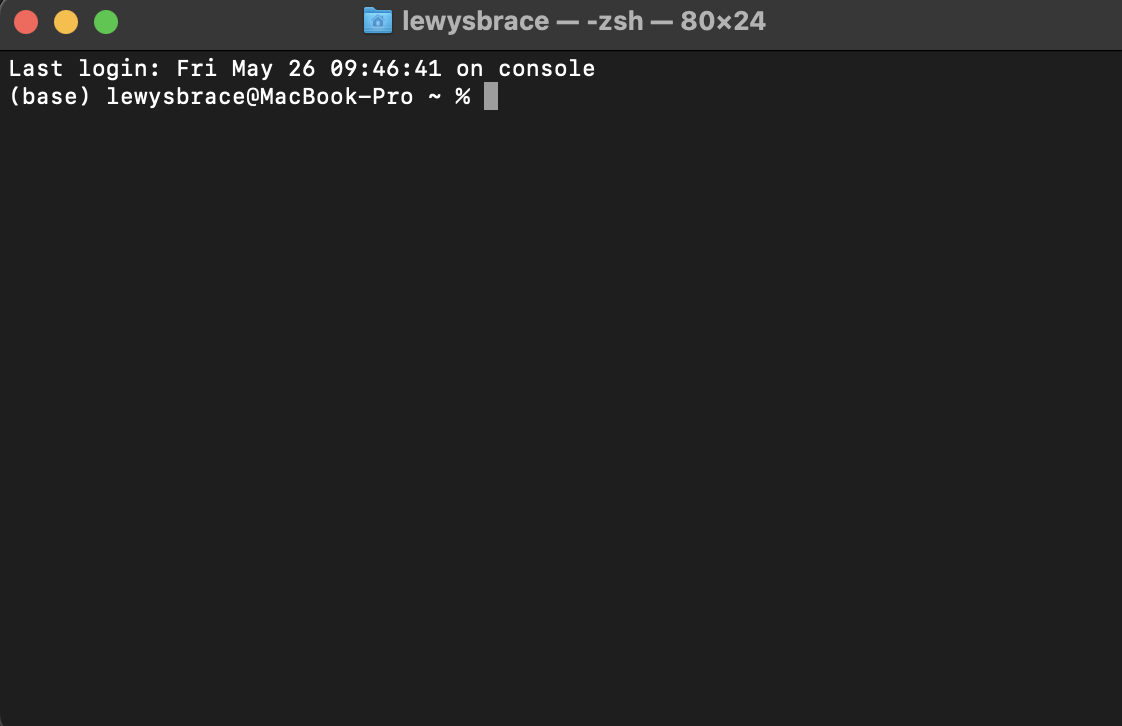 lewysbrace — -zsh — 80×24
Last login: Fri May 26 09:46:41 on console
(base) lewysbrace@MacBook-Pro ~ %